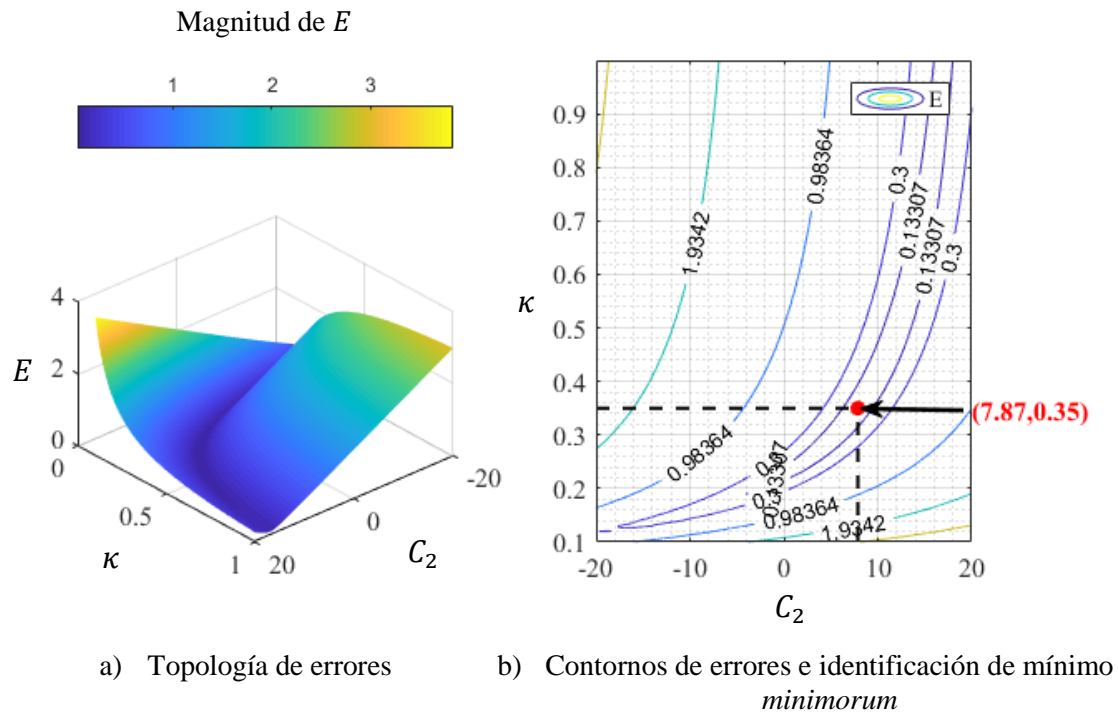 Magnitud de E
1 2 3
4
2
0
E
0
0.5
1
κ
20
0
-20
C₂
a) Topología de errores
0.9
0.8
0.7
0.6
0.5
0.4
0.3
0.2
0.1
κ
-20 -10 0 10 20
C₂
E
1.9342
0.98364
0.3
0.13307
0.13307
0.3
0.98364
0.3
0.98364
1.9342
(7.87,0.35)
b) Contornos de errores e identificación de mínimo
minimorum